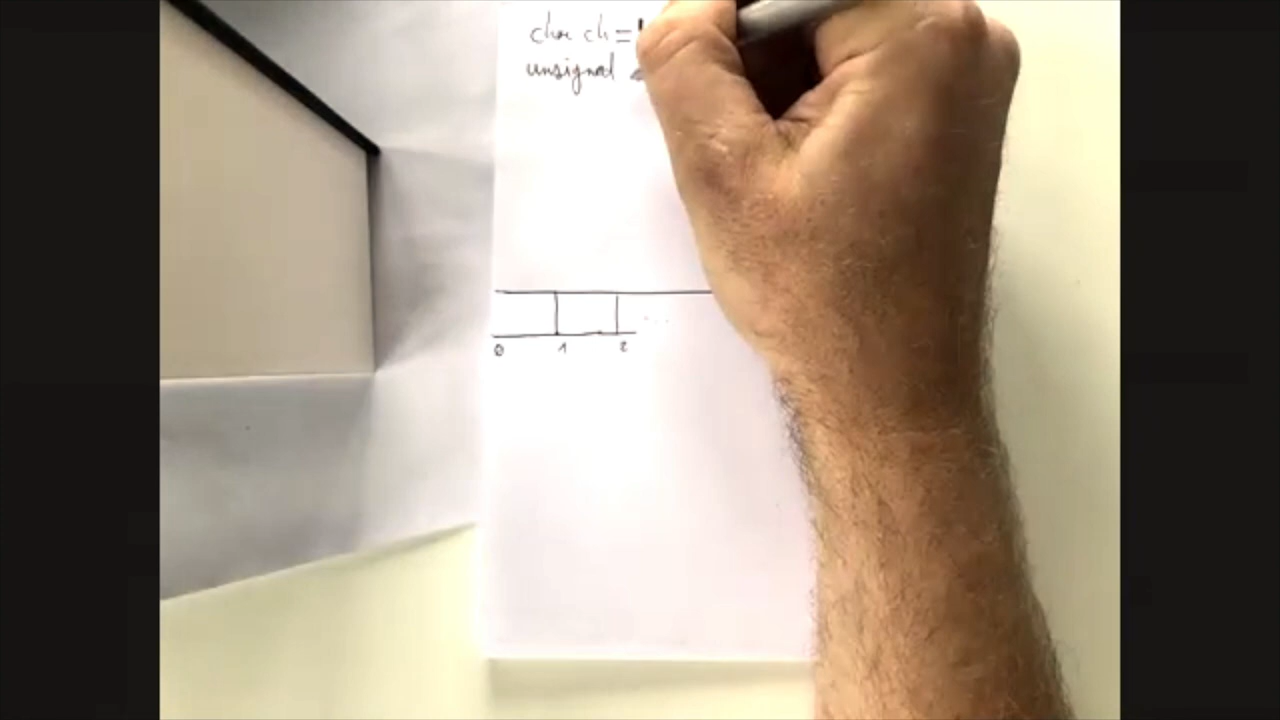 char ch =
unsigned
...
0 1 2